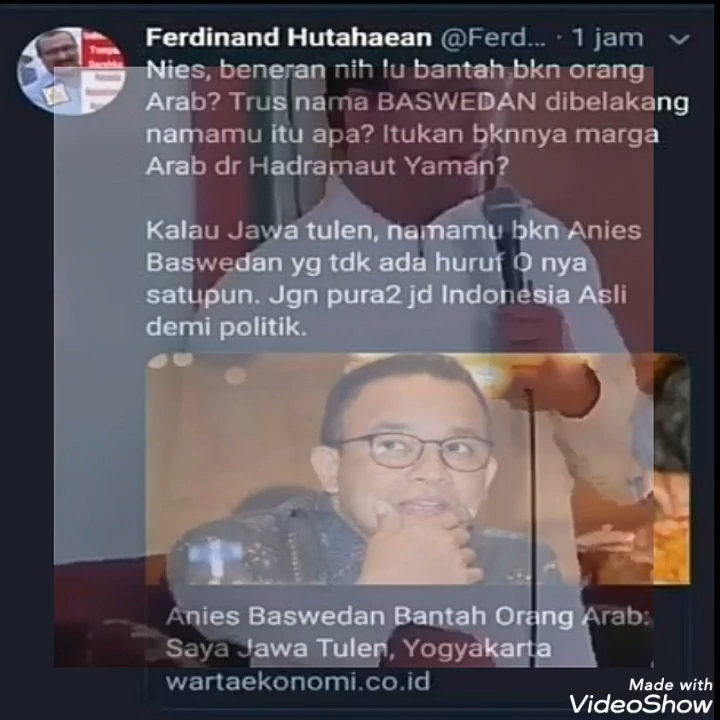 Ferdinand Hutahaean @Ferd... · 1 jam
Nies, beneran nih lu bantah bkn orang
Arab? Trus nama BASWEDAN dibelakang
namamu itu apa? Itukan bknnya marga
Arab dr Hadramaut Yaman?
Kalau Jawa tulen, namamu bkn Anies
Baswedan yg tdk ada huruf O nya
satupun. Jgn pura2 jd Indonesia Asli
demi politik.
Anies Baswedan Bantah Orang Arab:
Saya Jawa Tulen, Yogyakarta
wartaekonomi.co.id
Made with
VideoShow